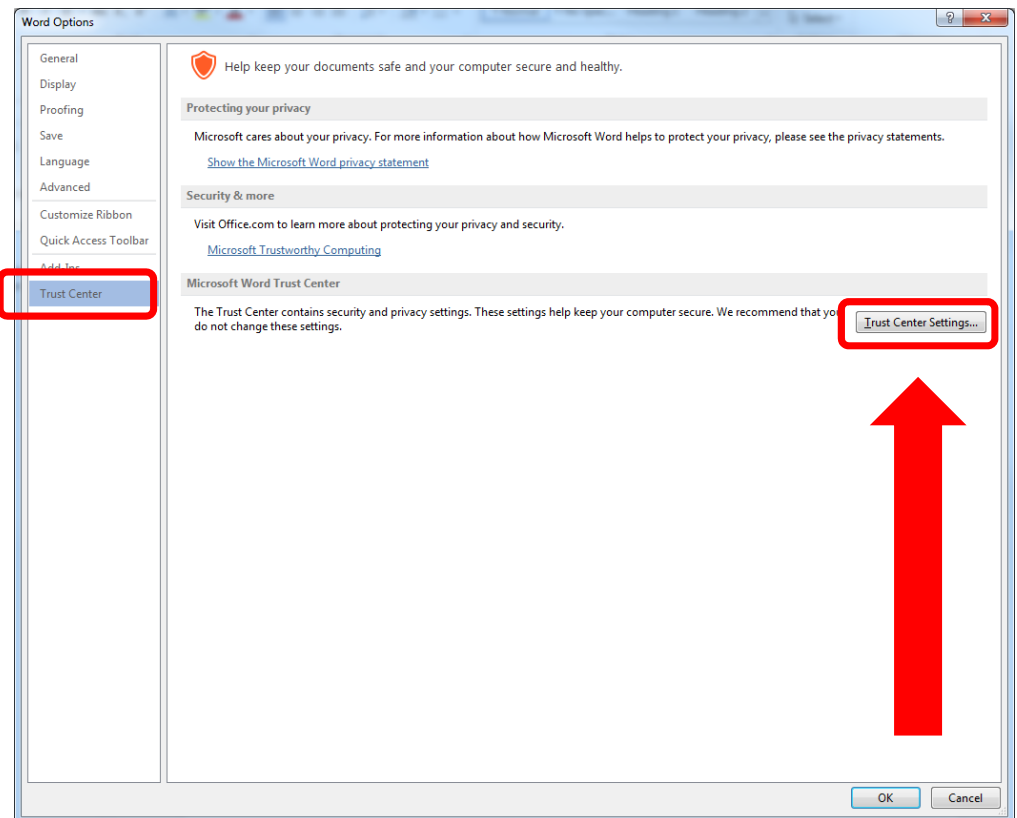 Word Options
General
Display
Proofing
Save
Language
Advanced
Customize Ribbon
Quick Access Toolbar
Add-Ins
Trust Center
Help keep your documents safe and your computer secure and healthy.
Protecting your privacy
Microsoft cares about your privacy. For more information about how Microsoft Word helps to protect your privacy, please see the privacy statements.
Show the Microsoft Word privacy statement
Security & more
Visit Office.com to learn more about protecting your privacy and security.
Microsoft Trustworthy Computing
Microsoft Word Trust Center
The Trust Center contains security and privacy settings. These settings help keep your computer secure. We recommend that you
do not change these settings.
Trust Center Settings...
OK
Cancel